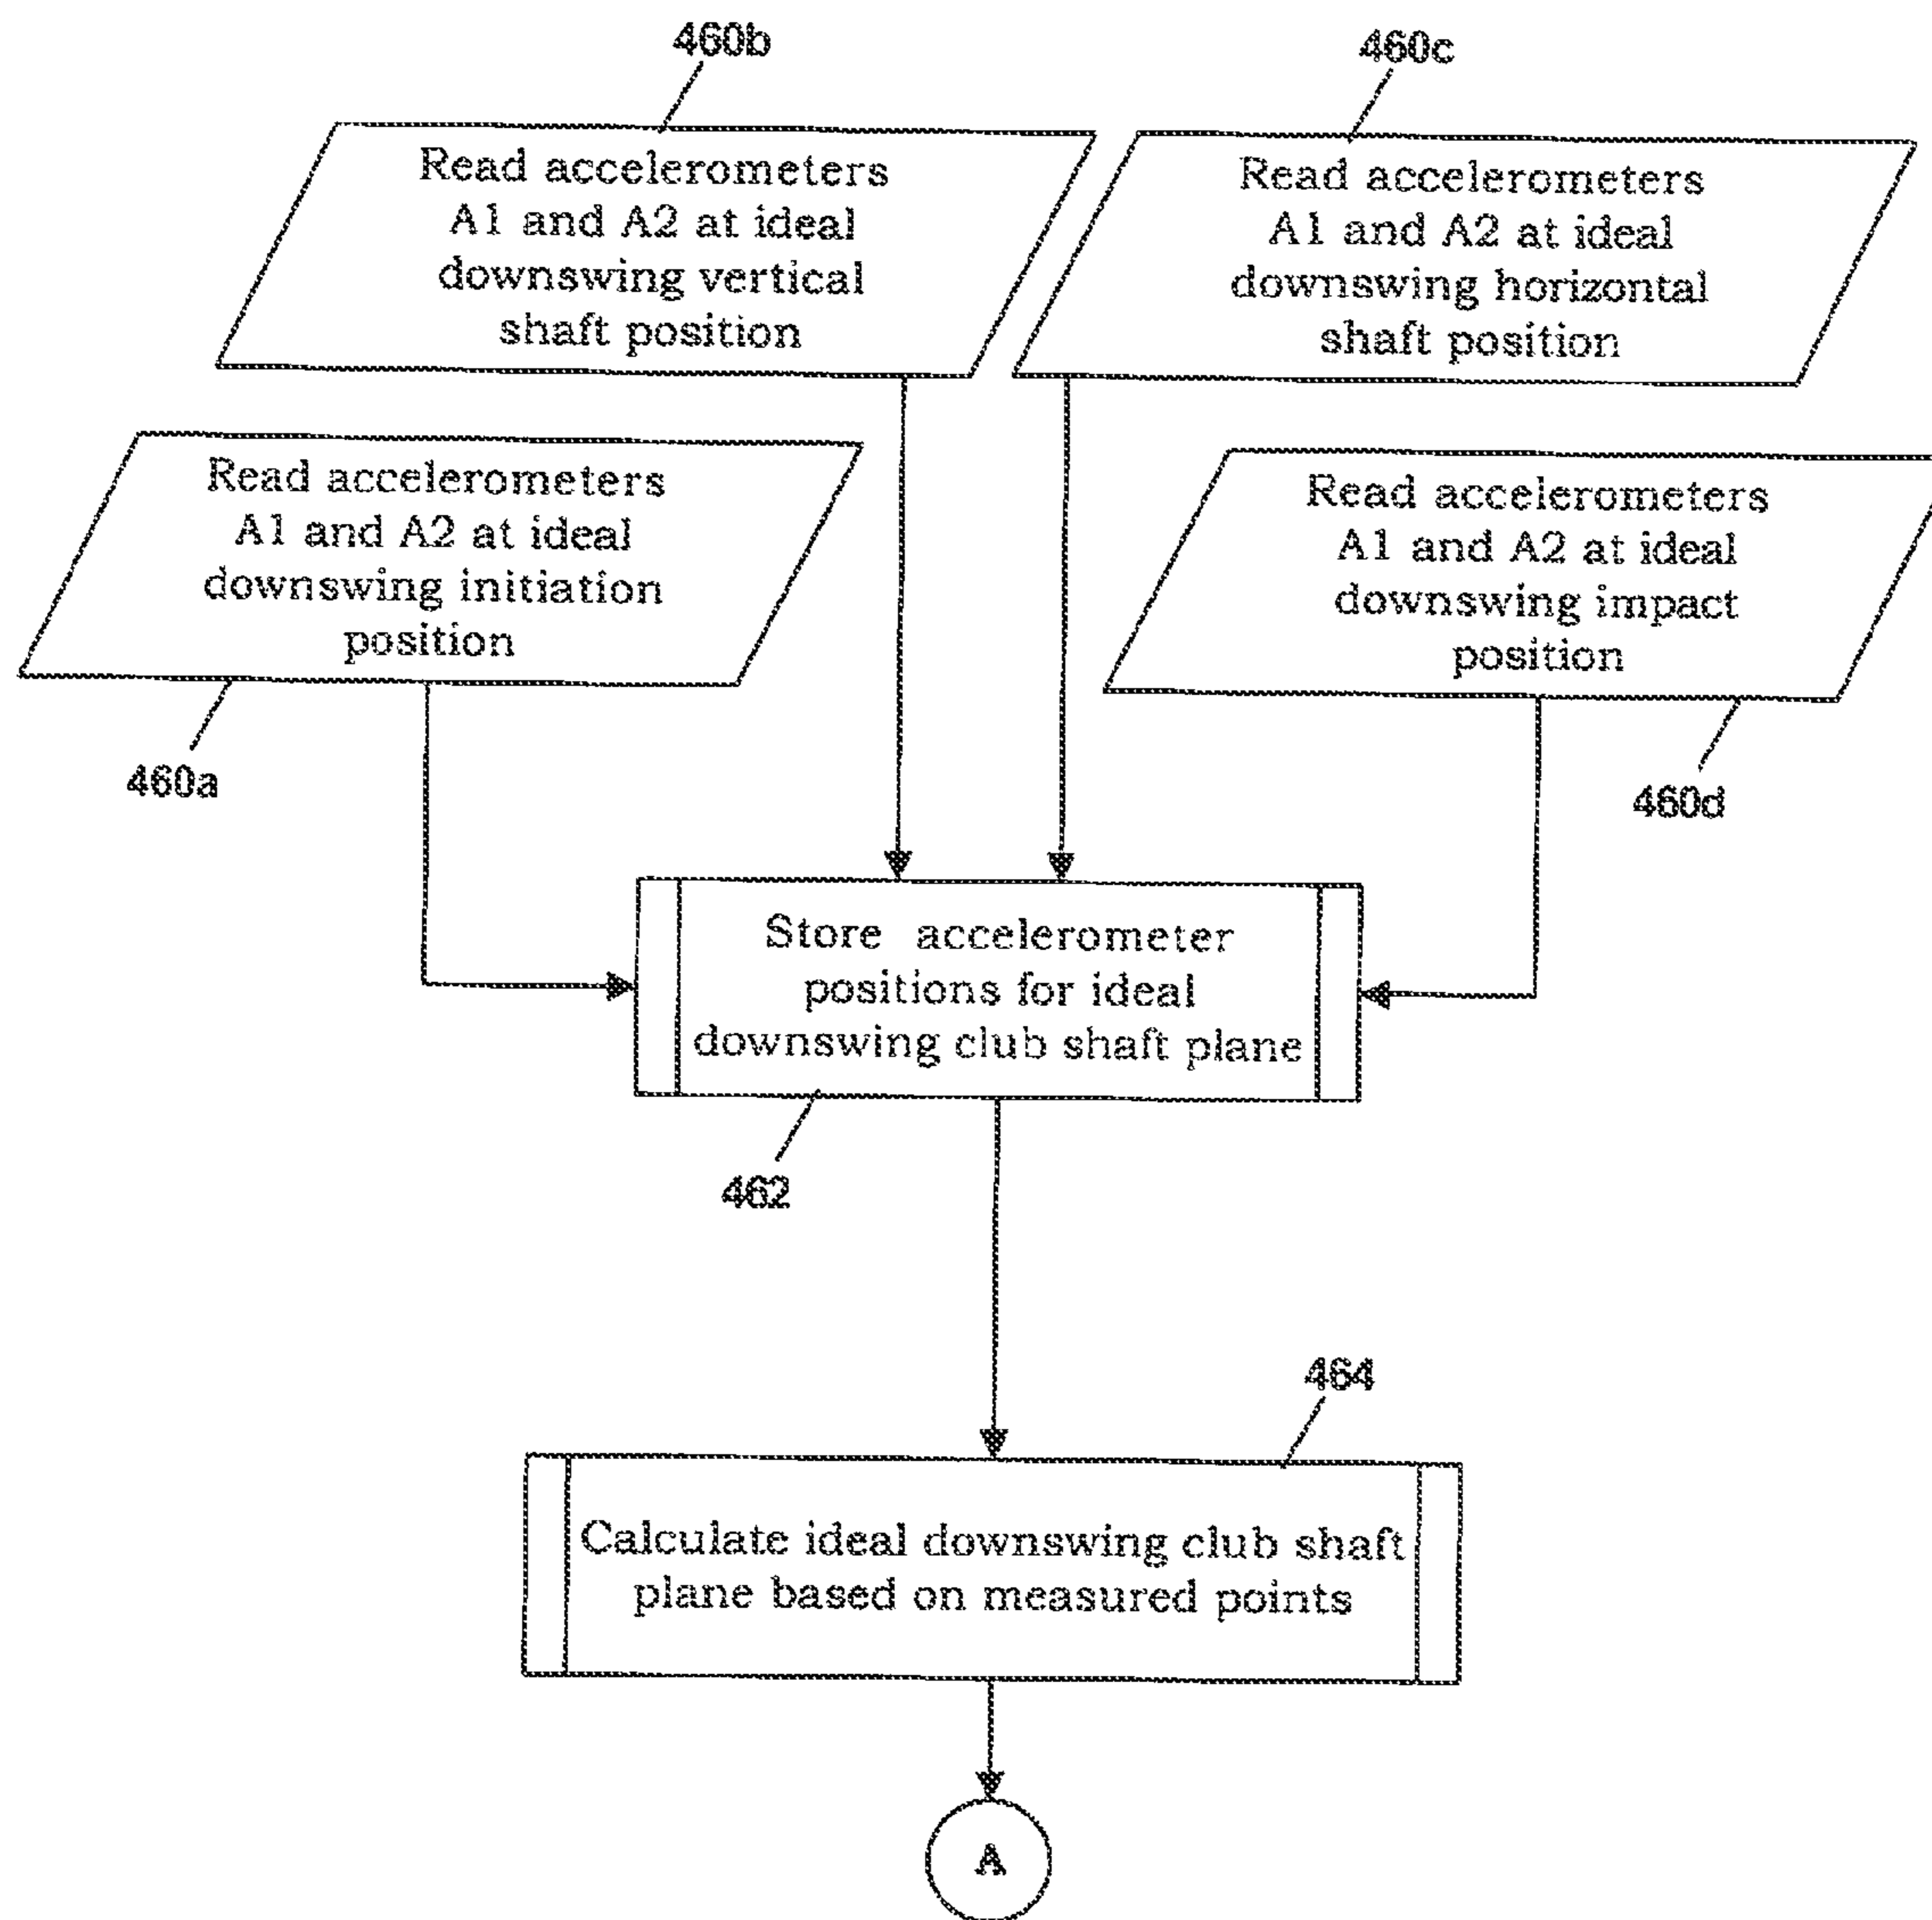 460b
460c
Read accelerometers
A1 and A2 at ideal
downswing vertical
shaft position
Read accelerometers
A1 and A2 at ideal
downswing horizontal
shaft position
Read accelerometers
A1 and A2 at ideal
downswing initiation
position
Read accelerometers
A1 and A2 at ideal
downswing impact
position
460a
460d
Store accelerometer
positions for ideal
downswing club shaft plane
462
464
Calculate ideal downswing club shaft
plane based on measured points
A